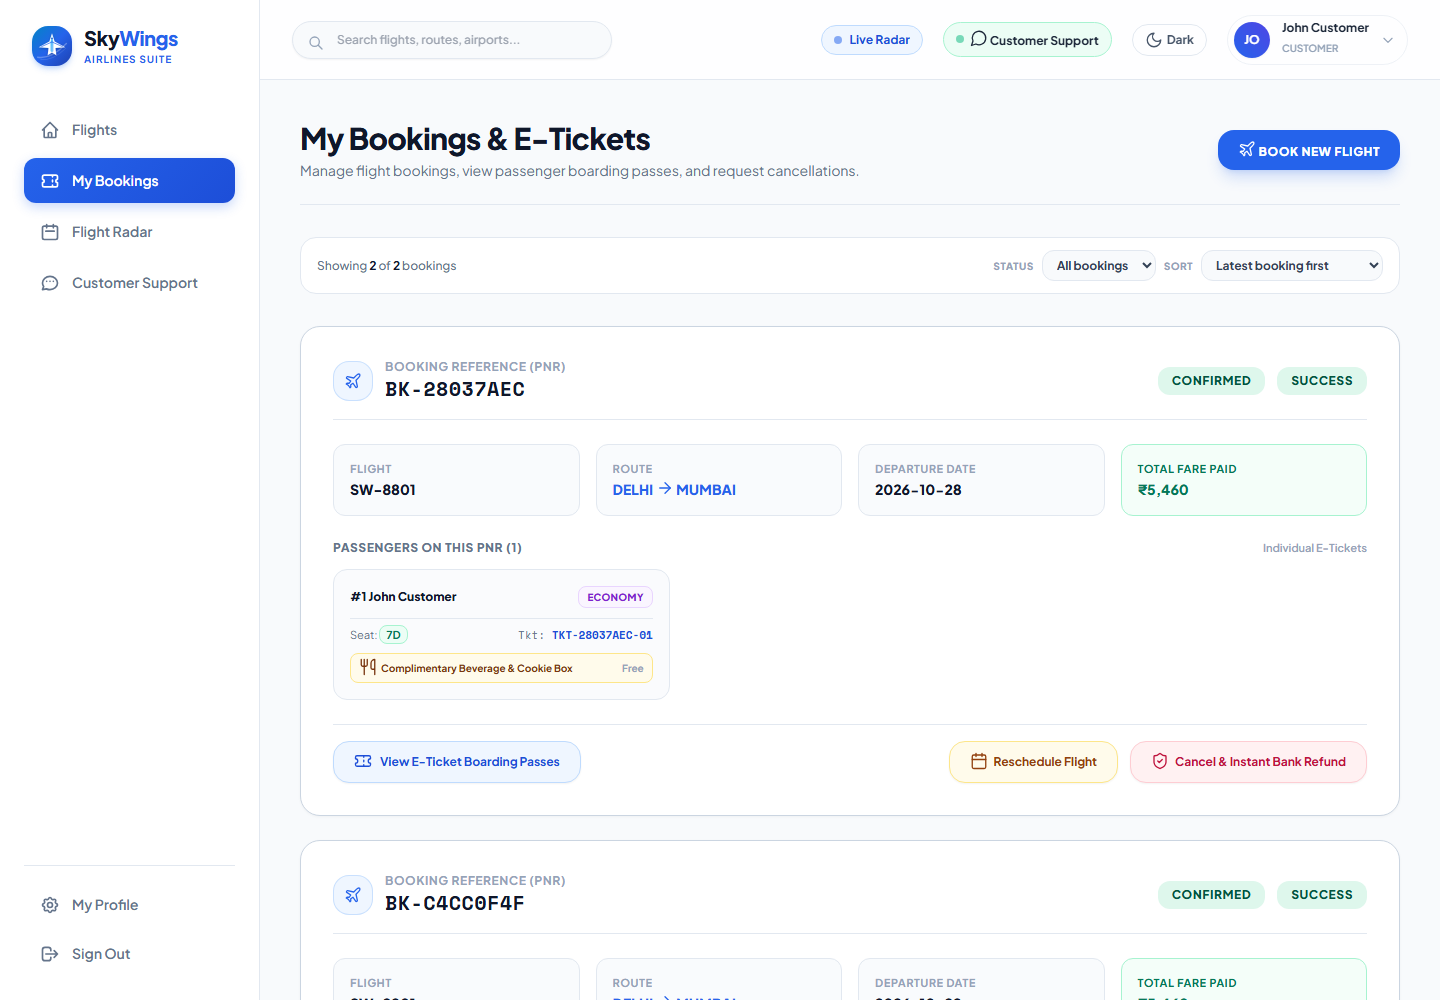 SkyWings
AIRLINES SUITE
Search flights, routes, airports...
Live Radar
Customer Support
Dark
JO
John Customer
CUSTOMER
Flights
My Bookings
Flight Radar
Customer Support
My Profile
Sign Out
My Bookings & E-Tickets
Manage flight bookings, view passenger boarding passes, and request cancellations.
BOOK NEW FLIGHT
Showing 2 of 2 bookings
STATUS
All bookings
SORT
Latest booking first
BOOKING REFERENCE (PNR)
BK-28037AEC
CONFIRMED
SUCCESS
FLIGHT
SW-8801
ROUTE
DELHI → MUMBAI
DEPARTURE DATE
2026-10-28
TOTAL FARE PAID
₹5,460
PASSENGERS ON THIS PNR (1)
Individual E-Tickets
#1 John Customer
ECONOMY
Seat: 7D
Tkt: TKT-28037AEC-01
Complimentary Beverage & Cookie Box
Free
View E-Ticket Boarding Passes
Reschedule Flight
Cancel & Instant Bank Refund
BOOKING REFERENCE (PNR)
BK-C4CC0F4F
CONFIRMED
SUCCESS
FLIGHT
ROUTE
DELHI → MUMBAI
DEPARTURE DATE
TOTAL FARE PAID